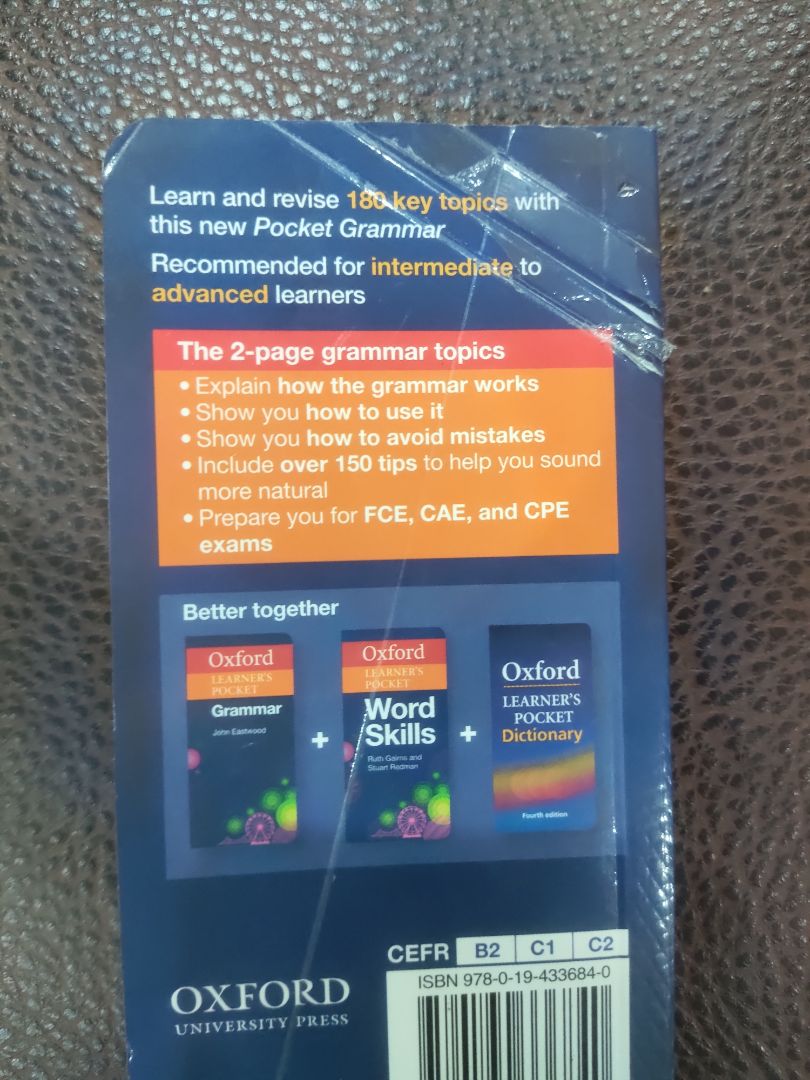 Learn and revise 180 key topics with
this new Pocket Grammar
Recommended for intermediate to
advanced learners
The 2-page grammar topics
• Explain how the grammar works
• Show you how to use it
• Show you how to avoid mistakes
• Include over 150 tips to help you sound
more natural
• Prepare you for FCE, CAE, and CPE
exams
Better together
Oxford
LEARNER'S
POCKET
Grammar
John Eastwood
+
Oxford
LEARNER'S
POCKET
Word
Skills
Ruth Gairns and
Stuart Redman
+
Oxford
LEARNER'S
POCKET
Dictionary
Fourth edition
CEFR B2 C1 C2
ISBN 978-0-19-433684-0
OXFORD
UNIVERSITY PRESS